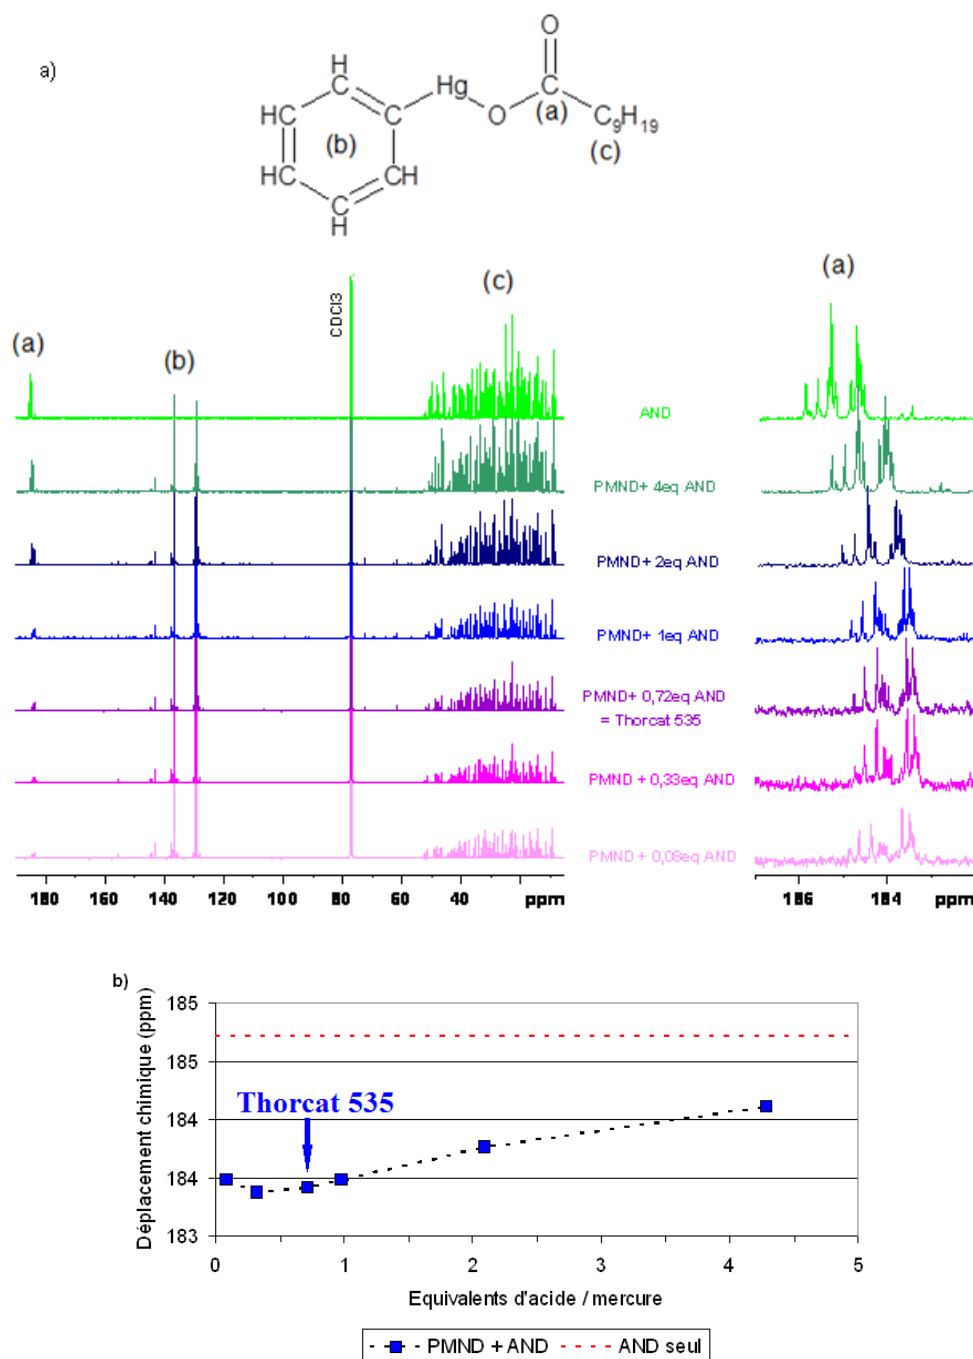 a)
O
H
Hg
HC
C
C
O
(a)
C9H19
(b)
(c)
HC
CH
C
H
(a)
(b)
CDCl3
(c)
(a)
AND
PMND+ 4eq AND
PMND+ 2eq AND
PMND+ 1eq AND
PMND+ 0,72eq AND
= Thorcat 535
PMND + 0,33eq AND
PMND + 0,08eq AND
180 160 140 120 100 80 60 40 ppm
186 184 ppm
b)
Déplacement chimique (ppm)
185
185
184
184
183
Thorcat 535
0 1 2 3 4 5
Equivalents d'acide / mercure
PMND + AND
AND seul